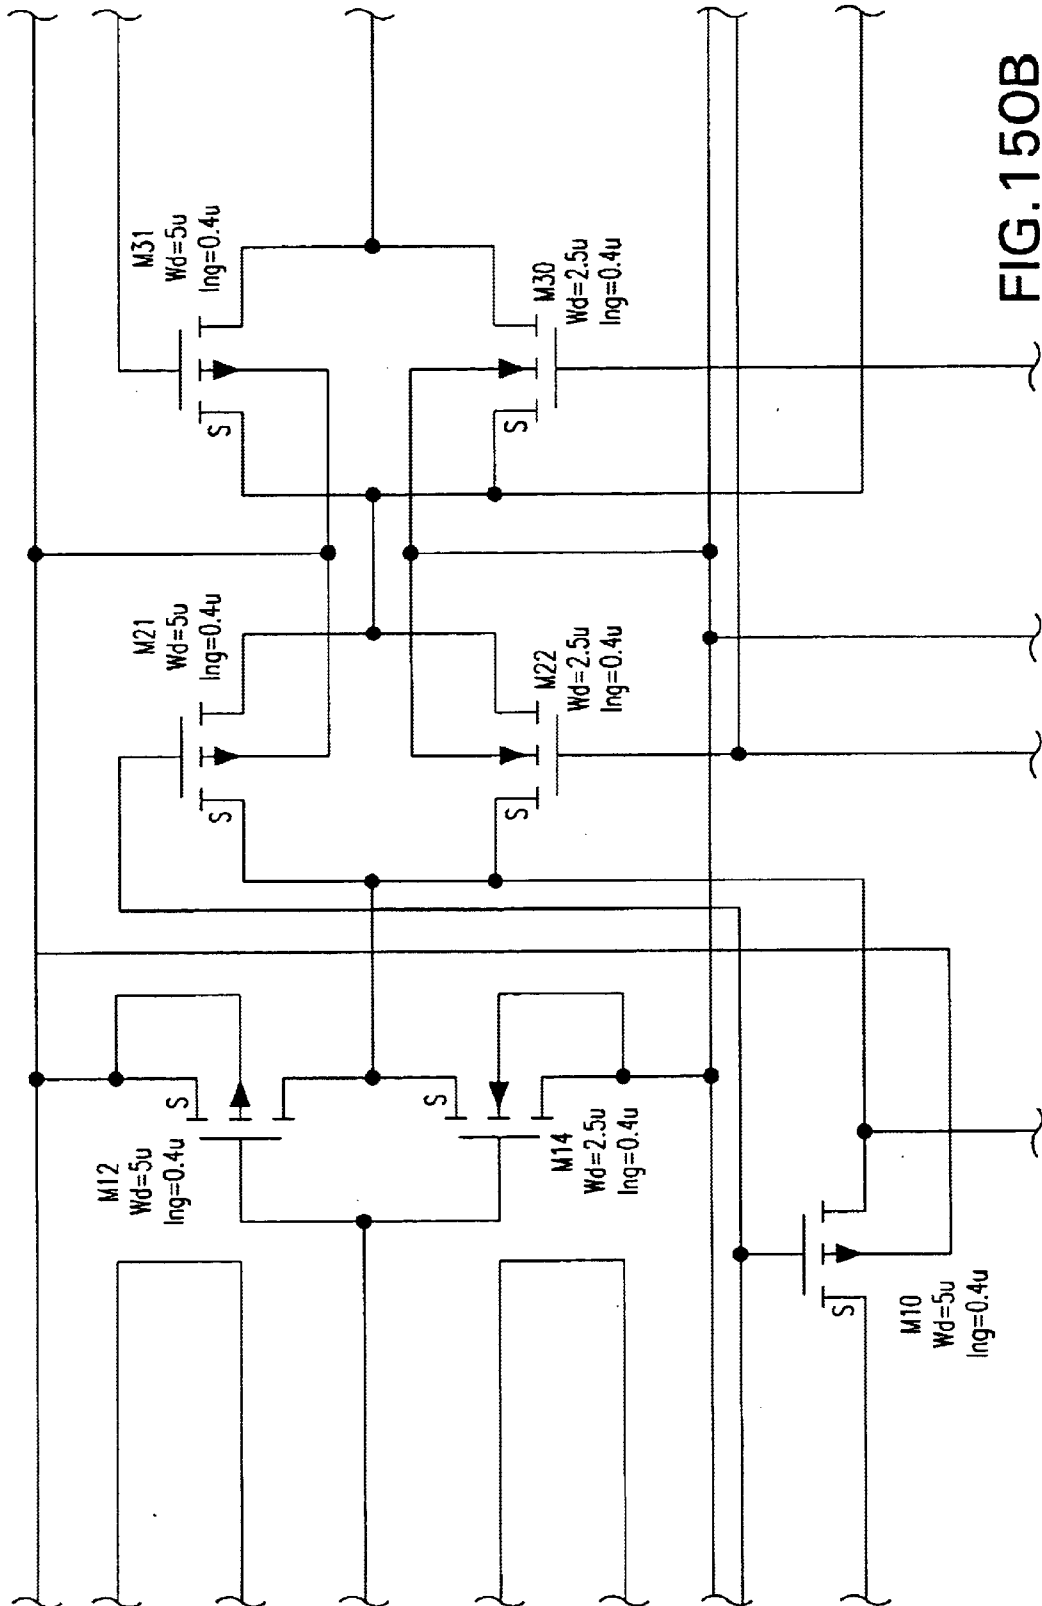 M31
Wd=5u
lng=0.4u
S
M30
Wd=2.5u
lng=0.4u
S
M21
Wd=5u
lng=0.4u
S
M22
Wd=2.5u
lng=0.4u
S
M12
Wd=5u
lng=0.4u
S
M14
Wd=2.5u
lng=0.4u
S
M10
Wd=5u
lng=0.4u
S
FIG.150B